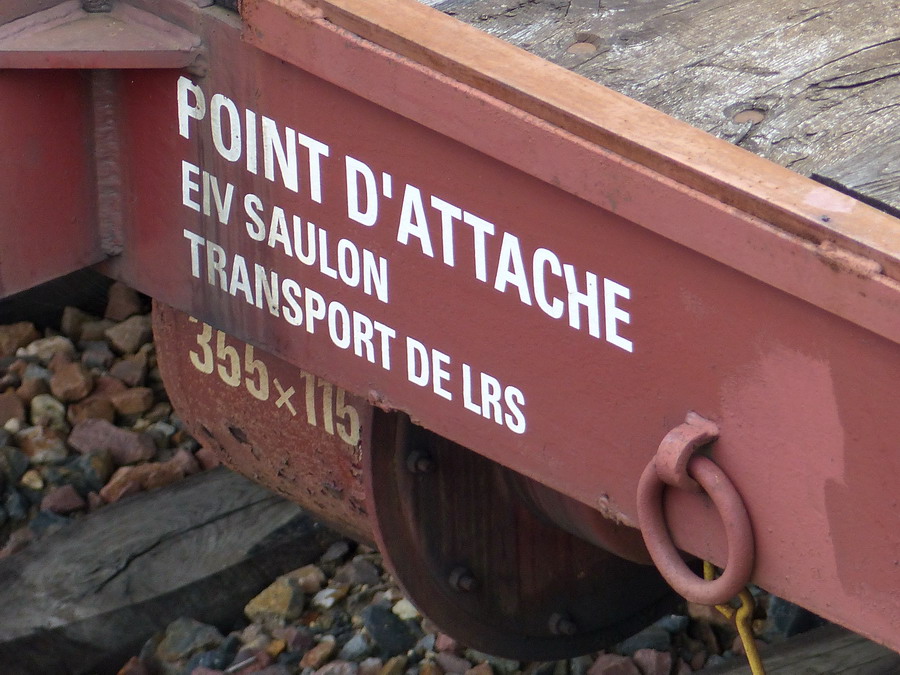 POINT D'ATTACHE
EIV SAULON
TRANSPORT DE LRS
355×115